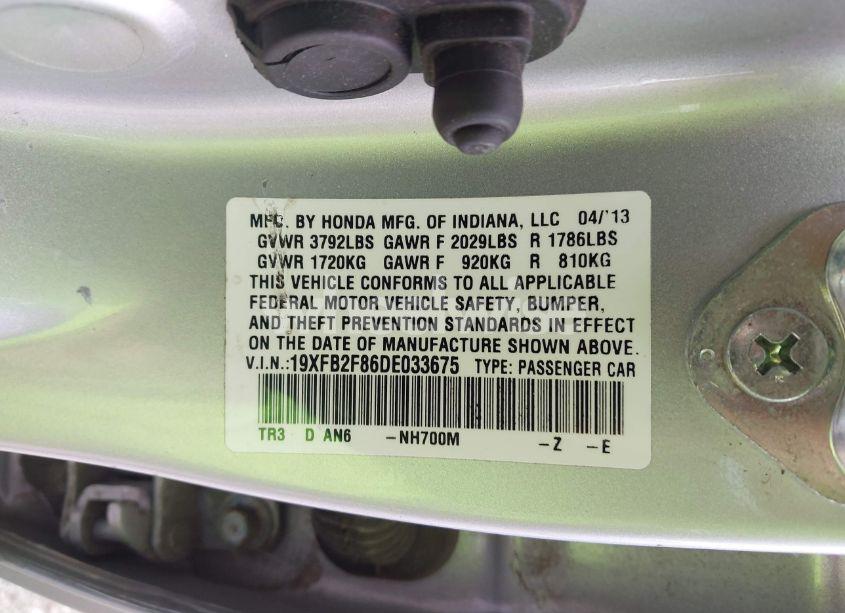 MFD. BY HONDA MFG. OF INDIANA, LLC 04/'13
GVWR 3792LBS GAWR F 2029LBS R 1786LBS
GVWR 1720KG GAWR F 920KG R 810KG
THIS VEHICLE CONFORMS TO ALL APPLICABLE
FEDERAL MOTOR VEHICLE SAFETY, BUMPER,
AND THEFT PREVENTION STANDARDS IN EFFECT
ON THE DATE OF MANUFACTURE SHOWN ABOVE.
V.I.N.:19XFB2F86DE033675 TYPE: PASSENGER CAR
TR3 D AN6 -NH700M -Z -E